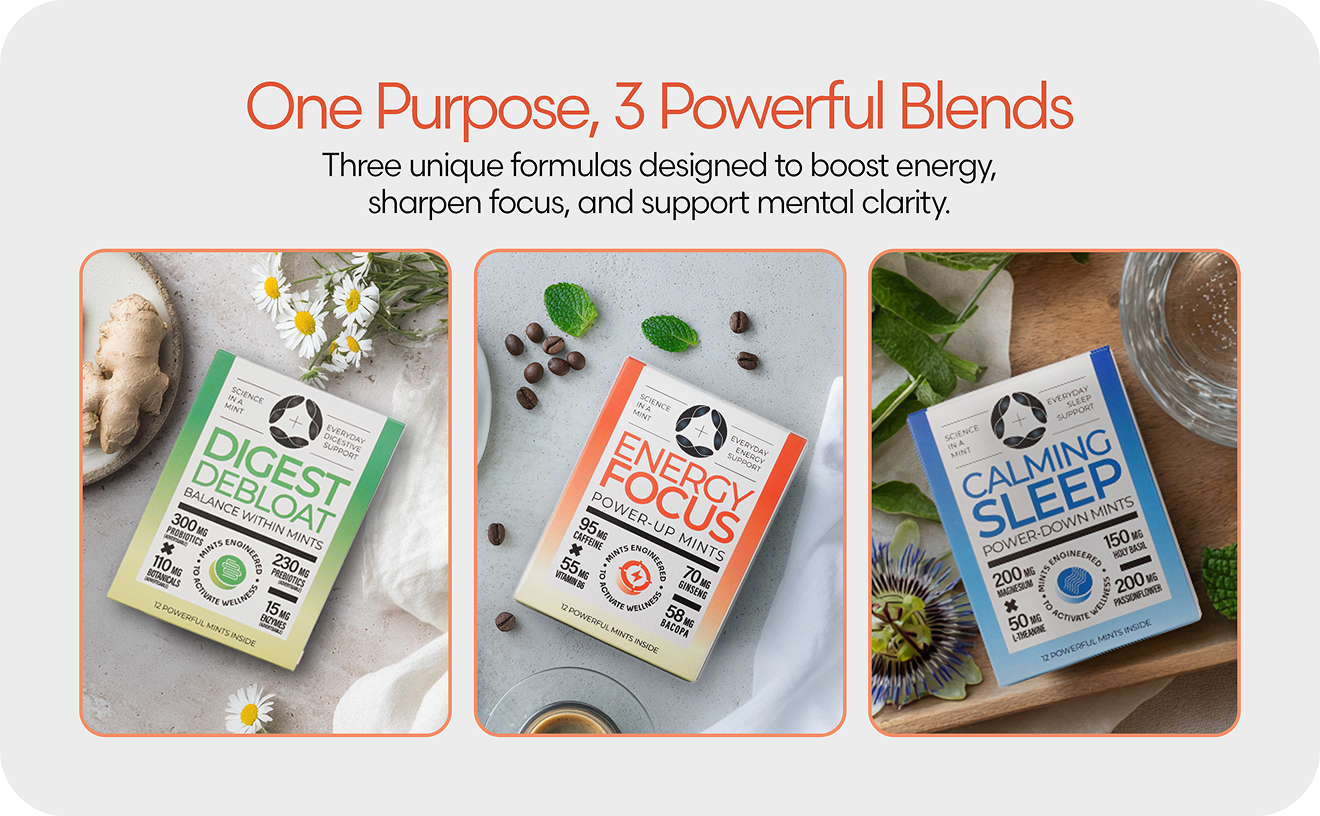 One Purpose, 3 Powerful Blends
Three unique formulas designed to boost energy,
sharpen focus, and support mental clarity.
SCIENCE
IN A
MINT
EVERYDAY
DIGESTIVE
SUPPORT
DIGEST
DEBLOAT
BALANCE WITHIN MINTS
300 MG
PROBIOTICS
110 MG
BOTANICALS
MINTS ENGINEERED
TO ACTIVATE WELLNESS
230 MG
PREBIOTICS
15 MG
ENZYMES
12 POWERFUL MINTS INSIDE
SCIENCE
IN A
MINT
EVERYDAY
ENERGY
SUPPORT
ENERGY
FOCUS
POWER-UP MINTS
95 MG
CAFFEINE
55 MG
VITAMIN B6
MINTS ENGINEERED
TO ACTIVATE WELLNESS
70 MG
GINSENG
58 MG
BACOPA
12 POWERFUL MINTS INSIDE
SCIENCE
IN A
MINT
EVERYDAY
SLEEP
SUPPORT
CALMING
SLEEP
POWER-DOWN MINTS
200 MG
MAGNESIUM
50 MG
L-THEANINE
MINTS ENGINEERED
TO ACTIVATE WELLNESS
150 MG
HOLY BASIL
200 MG
PASSIONFLOWER
12 POWERFUL MINTS INSIDE